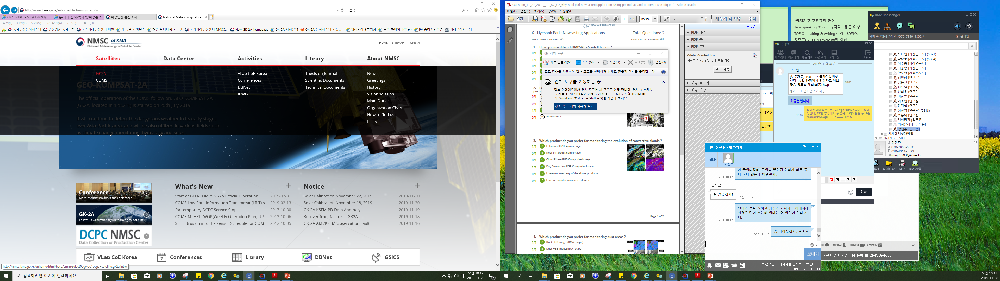 http://nmsc.kma.go.kr/enhome/html/main/main.do
검색...
KMA INTRO PAGE(COMIS4)
온-나라 문서/박혜숙/위성분석...
위성영상 통합조회
National Meteorological Sa...
파일(F) 편집(E) 보기(V) 즐겨찾기(A) 도구(T) 도움말(H)
통합위성분석시스템
위성영상 통합조회
국가기상위성센터 메인
예·특보 가이던스
현업 모니터링 시스템
국가기상위성센터 NMSC...
New_GK-2A_homepage
GK-2A 시험운영
GK-2A 분석시스템_커뮤...
위성외삽예측영상
표출-하마와리(운량)
PV 중첩시험운영
기상분석시스템
NMSC of KMA
National Meteorological Satellite Center
HOME SITEMAP KOREAN
Satellites Data Center Activities Library About NMSC
GK2A
COMS
VLab CoE Korea
Conferences
DBNet
IPWG
Thesis on Journal
Scientific Documents
Technical Documents
News
Greetings
History
Vision/Mission
Main Duties
Organization Chart
How to find us
Links
GEO-KOMPSAT-2A
The official operation of the COMS follow-on, GEO-KOMPSAT-2A
(GK2A, located in 128.2°E) is started on 25th July 2019.
It will continue to detect the dangerous weather in its early stages
over Asia-Pacific area, and will be also utilized in various fields such
as climate change monitoring, hydrology and so on.
Conference
More information about the conference
GK-2A
Follow-up Geostationary Meteorological Satellite
DCPC NMSC
Data Collection or Production Center
What's New
Start of GEO-KOMPSAT-2A Official Operation 2019-07-31
COMS Low Rate Information Transmissin(LRIT) s... 2019-02-13
for temporary DCPC Service Stop 2017-10-30
COMS MI HRIT WOP(Weekly Operation Plan) UP... 2012-10-06
Sun intrusion into the sensor Schedule for COM... 2012-10-05
Notice
Solar Calibration November 22, 2019. 2019-11-20
Solar Calibration November 18, 2019. 2019-11-20
GK-2A KSEM PD Data Anomaly 2019-11-19
Recover from failure of GK2A 2019-11-18
GK-2A AMI/KSEM Observation Fault. 2019-11-16
VLab CoE Korea
Conferences
Library
DBNet
GSICS
http://nmsc.kma.go.kr/enhome/html/base/cmm/selectPage.do?page=satellite.gk2a.intro
검색하려면 여기에 입력하세요.
가
오전 10:17
2019-11-28
Question_11_27_2019__13_57_QZ_6hyesookparknowcastingapplicationsusingspectraldataandrgbcompositesofg.pdf - Adobe Reader
파일(F) 편집(E) 보기(V) 창(W) 도움말(H)
열기
1 / 2
66.5%
도구 채우기 및 서명 주석
로그인
PDF 작성
PDF 편집
PDF 결합
Adobe Acrobat Pro
페이지 삭제, 삽입, 추출 또는 회전
지금 시작
파일 보내기
파일 저장
socrative
6 - Hyesook Park: Nowcasting Applications ... Total Questions: 6
Most Correct Answers: #5 Least Correct Answers: #4
1. Have you used Geo-KOMPSAT-2A satellite data?
0/1
1/1
0/1
0/1
0/1
2. Lo
partic
0/1
0/1
1/1
0/1 D At location 4
3
캡처 도구
새로 만들기(N) 모드(M) 지연(D) 취소(C) 옵션(O)
모드 단추를 사용하여 캡처 모드를 선택하거나 새로 만들기 단추를 클릭합니다.
캡처 도구를 이동하는 중...
향후 업데이트에서 캡처 도구는 새 홈으로 이동 합니다. 캡처 & 스케치
를 사용 하 여 일반적인 기능을 개선 하 고 캡처를 실행 하거나 바로 가
기 (Windows 로고 키 + Shift + S)를 사용해 보세요.
캡처 및 스케치 사용해 보기
3. Which product do you prefer for monitoring the evolution of convective clouds ?
1/1 A Enhanced IR(10.4μm) image
0/1 B Near-infrared(1.6μm) image
0/1 C Cloud Phase RGB Composite image
1/1 D Day Convection RGB Composite image
0/1 E I have not used any of the above products
0/1 F I do not monitor convective clouds
Page 1 of 2
4. Which product do you prefer for monitoring dust areas ?
1/1 A Dust RGB images(KMA recipe)
1/1 B Dust RGB images(JMA recipe)
*국제기구 고용휴직 관련
Teps speaking & writing 각각 2등급 이상
TOEIC speaking & writing 각각 160이상
지텔프(G-TELP) Level2 88점 이상
박나연
대화상대 이전대화 내용검색 파일보기 대화저장 나가기
2019년 11월 28일
박나연
[보도자료] 1901127 국가기상위성
센터, 27일 양평에서 위성자료 예보
활용 워크숍 개최(최종).hwp
열기 다른이름으로 저장
10:01
최종본입니다.
박혜숙님이 파일[[보도자료] 1901127 국가기상위
성센터, 27일 양평에서 위성자료 예보활용 워크숍
개최(최종).hwp)을 다운로드 하셨습니다.
10:02
_from_이
합성연산
같은지
전송
KMA Messenger
박혜숙 /위성분석과 /070-7850-5802 /
온라인
박나연 [기상연구사] (5821)
박준동 [기상연구관] (5804)
이수봉 [기상연구사]
허준형 [기상연구사]
황보현 [기상주사보]
김민상 [연구원]
김은진 [연구원]
신유림 [연구원]
신희우 [연구원]
이한별 [연구원]
이호연 [연구원]
장재철 [연구원]
정선영 [연구원] (5813)
조은혜 [연구원]
위성당직 [업무용]
위성분석과 [업무용]
정민주 [연구원]
차세대위성개발팀
기상레이더센터
정민주
070-7850-5820
010-4311-3593
minju3593@korea.kr
쪽지 파일전송 메모 메시지함
온-나라 대화하기
박선숙
가 끊인다길래. 큰언니 끓인건 엄마가 너무 묽
다 하다 했는데 어떨런지..
오전 10:17
박선숙님
잘 끓였겠지?
오전 10:17
언니가 죽도 끓이고 상추가 가져가고 이래저래
신경을 많이 쓰는데 엄마는 영 입맛이 없나보
데.
오전 10:17
좀 나아졌겠지.. ㅎㅎㅎ
오전 10:17
보내기
박선숙님이 메시지를 입력하고 있습니다.
2019-11-28 10:17:43
단체쪽지 단체메일 단체영상
라 문서 / 지식 / 이음 문의 ☎ 02-6006-5005
오전 10:17
2019-11-28